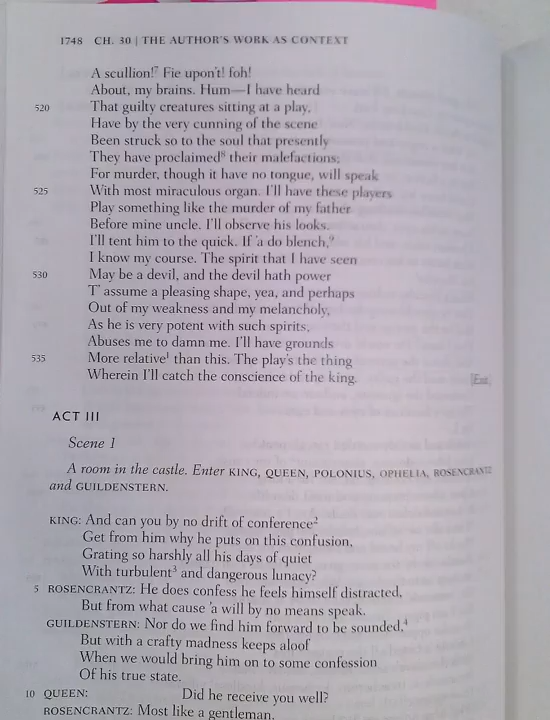 1748 CH. 30 | THE AUTHOR'S WORK AS CONTEXT
A scullion!⁷ Fie upon't! foh!
About, my brains. Hum—I have heard
520 That guilty creatures sitting at a play,
Have by the very cunning of the scene
Been struck so to the soul that presently
They have proclaimed⁸ their malefactions;
For murder, though it have no tongue, will speak
525 With most miraculous organ. I'll have these players
Play something like the murder of my father
Before mine uncle. I'll observe his looks.
I'll tent him to the quick. If 'a do blench,⁹
I know my course. The spirit that I have seen
530 May be a devil, and the devil hath power
T' assume a pleasing shape, yea, and perhaps
Out of my weakness and my melancholy,
As he is very potent with such spirits,
Abuses me to damn me. I'll have grounds
535 More relative¹ than this. The play's the thing
Wherein I'll catch the conscience of the king. [Exit]
ACT III
Scene 1
A room in the castle. Enter KING, QUEEN, POLONIUS, OPHELIA, ROSENCRANTZ
and GUILDENSTERN.
KING: And can you by no drift of conference²
Get from him why he puts on this confusion,
Grating so harshly all his days of quiet
With turbulent³ and dangerous lunacy?
5 ROSENCRANTZ: He does confess he feels himself distracted,
But from what cause 'a will by no means speak.
GUILDENSTERN: Nor do we find him forward to be sounded,⁴
But with a crafty madness keeps aloof
When we would bring him on to some confession
Of his true state.
10 QUEEN: Did he receive you well?
ROSENCRANTZ: Most like a gentleman.